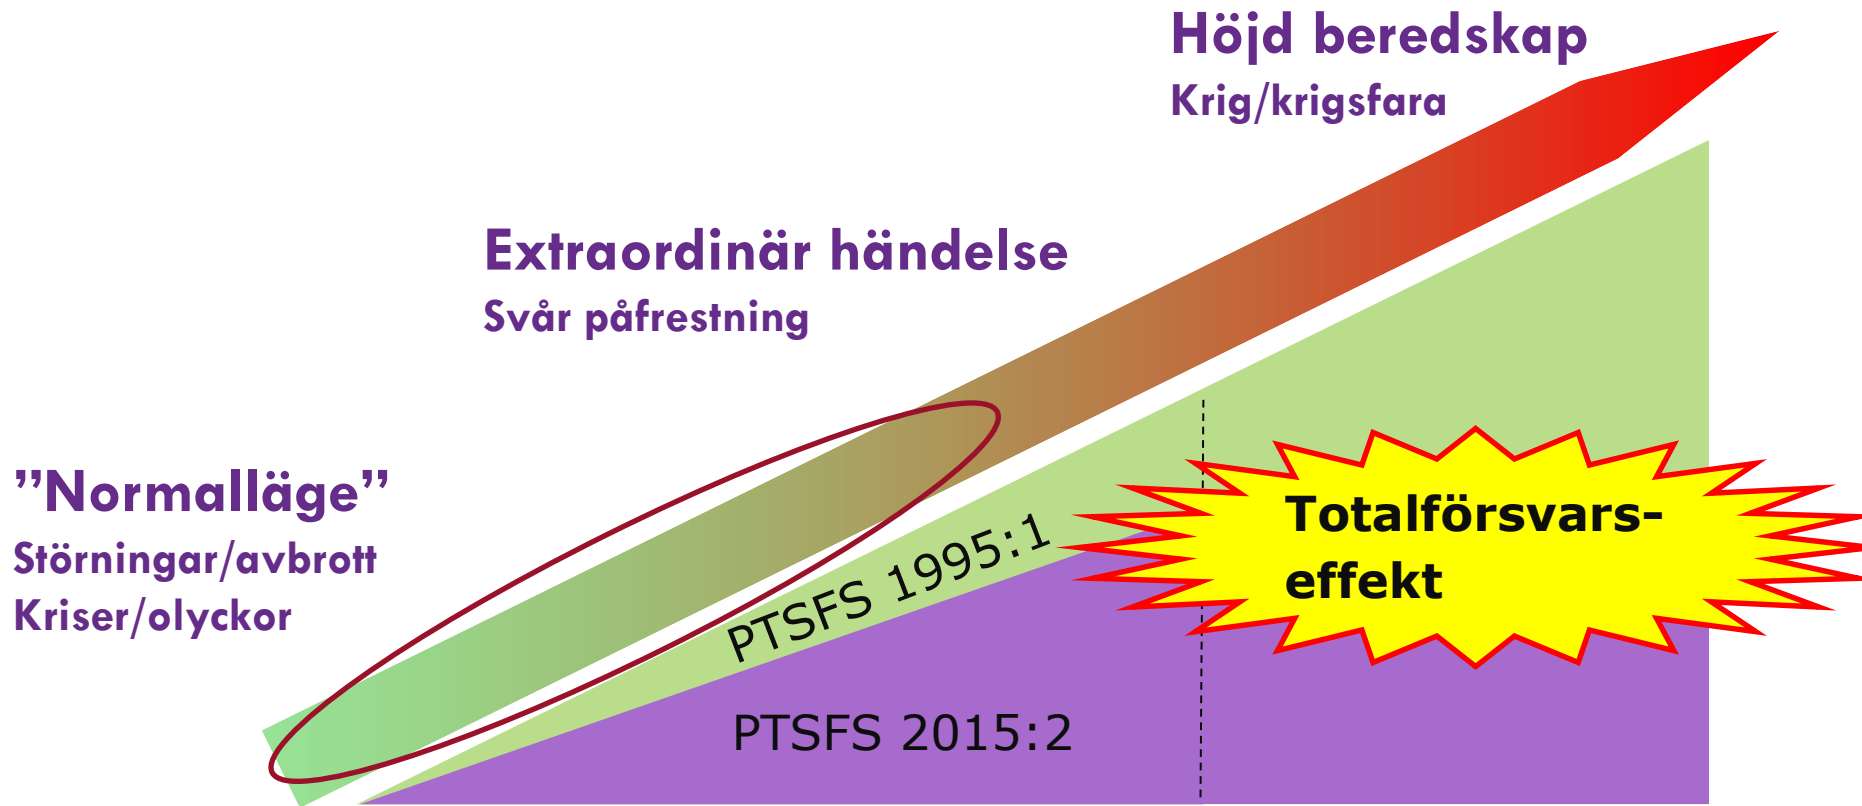 Höjd beredskap
Krig/krigsfara
Extraordinär händelse
Svår påfrestning
”Normalläge”
Störningar/avbrott
Kriser/olyckor
PTSFS 1995:1
Totalförsvars-
effekt
PTSFS 2015:2